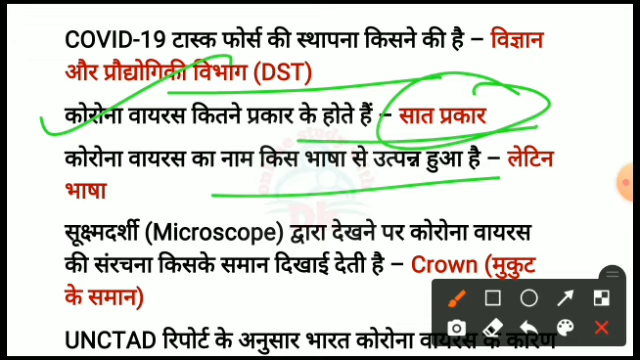 COVID-19 टास्क फोर्स की स्थापना किसने की है – विज्ञान
और प्रौद्योगिकी विभाग (DST)
कोरोना वायरस कितने प्रकार के होते हैं – सात प्रकार
कोरोना वायरस का नाम किस भाषा से उत्पन्न हुआ है – लेटिन
भाषा
सूक्ष्मदर्शी (Microscope) द्वारा देखने पर कोरोना वायरस
की संरचना किसके समान दिखाई देती है – Crown (मुकुट
के समान)
UNCTAD रिपोर्ट के अनुसार भारत कोरोना वायरस के कारण